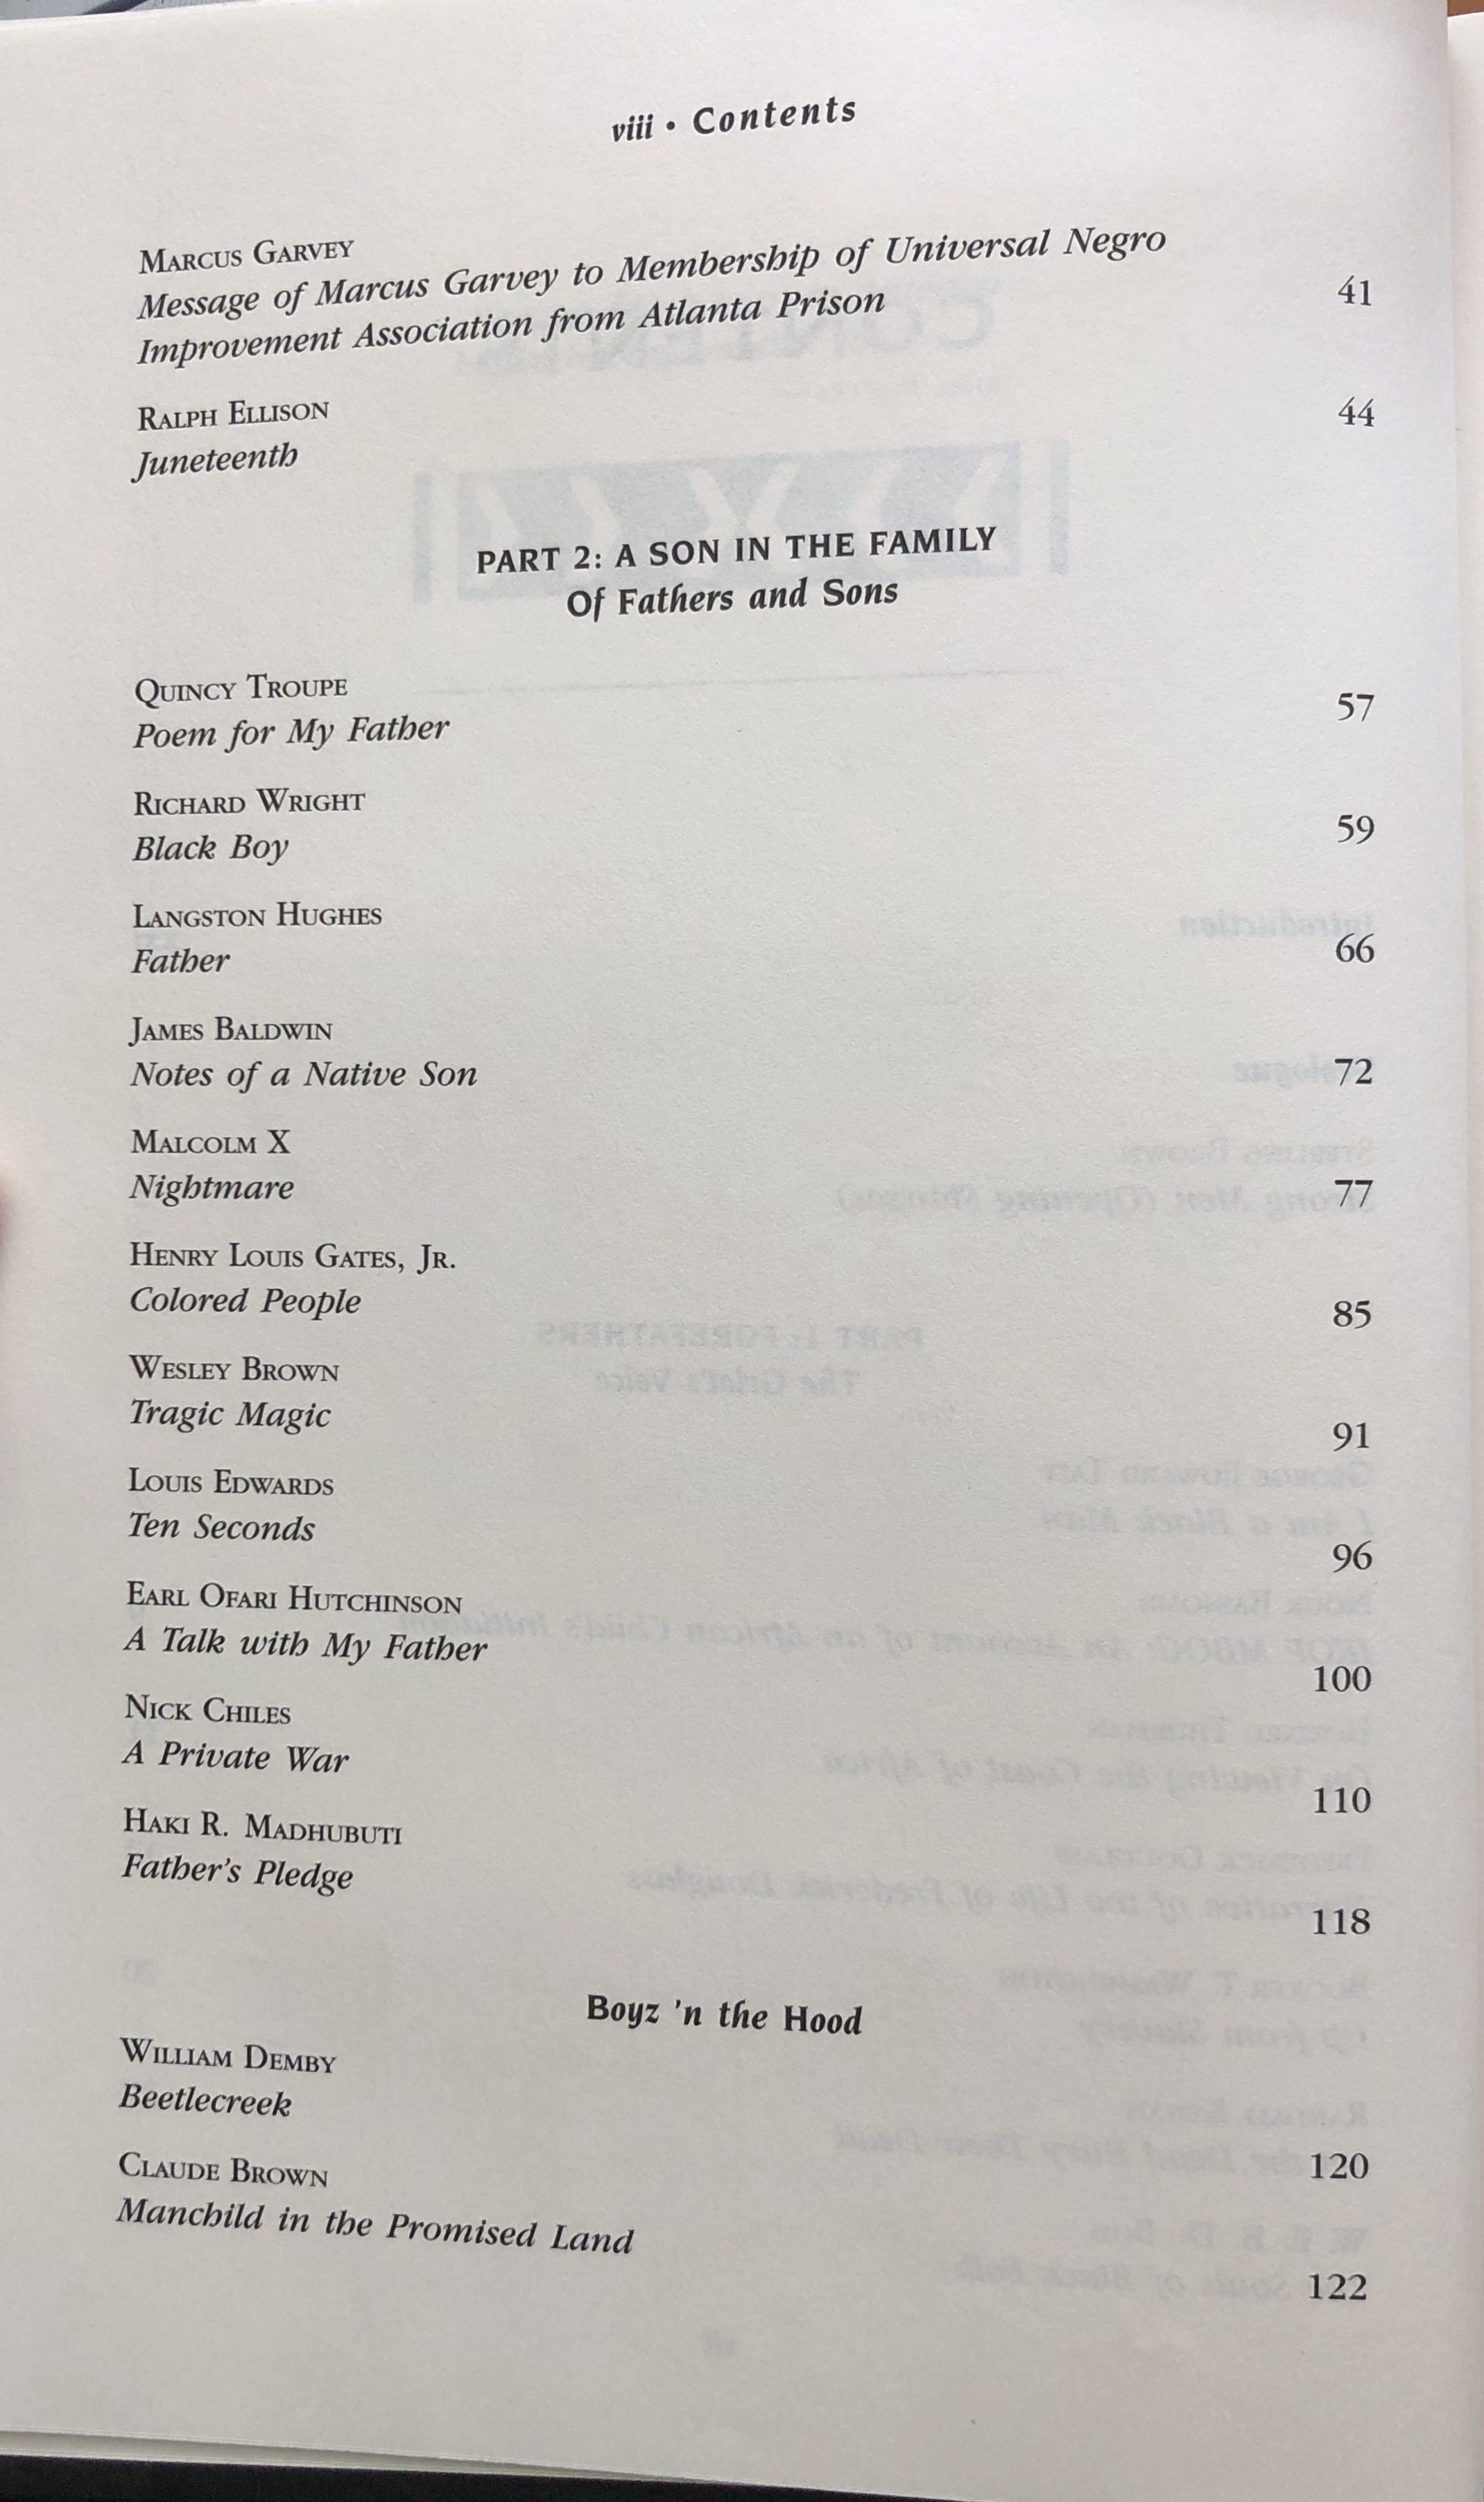 viii • Contents
MARCUS GARVEY
Message of Marcus Garvey to Membership of Universal Negro
Improvement Association from Atlanta Prison 41
RALPH ELLISON
Juneteenth 44
PART 2: A SON IN THE FAMILY
Of Fathers and Sons
QUINCY TROUPE
Poem for My Father 57
RICHARD WRIGHT
Black Boy 59
LANGSTON HUGHES
Father 66
JAMES BALDWIN
Notes of a Native Son 72
MALCOLM X
Nightmare 77
HENRY LOUIS GATES, JR.
Colored People 85
WESLEY BROWN
Tragic Magic 91
LOUIS EDWARDS
Ten Seconds 96
EARL OFARI HUTCHINSON
A Talk with My Father 100
NICK CHILES
A Private War 110
HAKI R. MADHUBUTI
Father's Pledge 118
Boyz 'n the Hood
WILLIAM DEMBY
Beetlecreek 120
CLAUDE BROWN
Manchild in the Promised Land 122